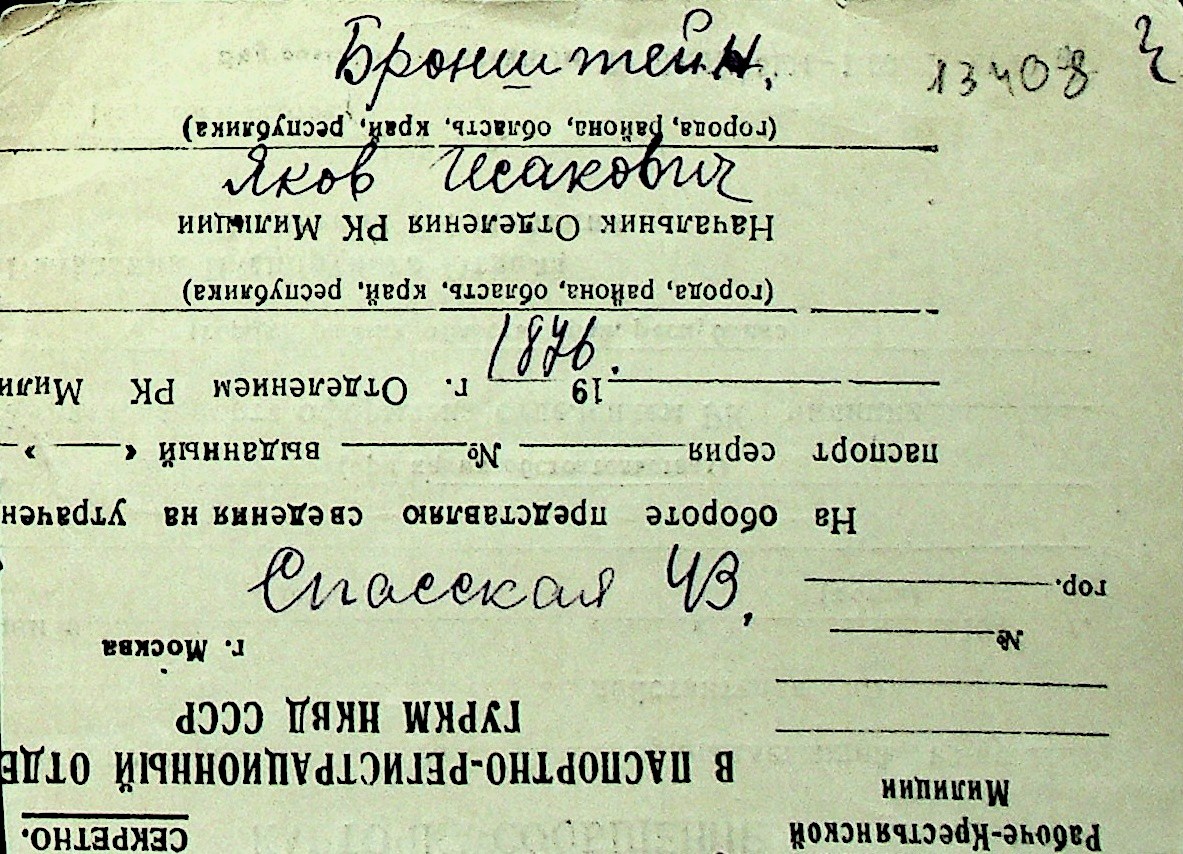 Бронштейн. 13408
Яков Исакович
1876.
Спасская
Рабоче-Крестьянской
Милиции
№
гор.
СЕКРЕТНО.
В ПАСПОРТНО-РЕГИСТРАЦИОННЫЙ ОТДЕ
ГУРКМ НКВД СССР
г. Москва
На обороте представляю сведения на утрачен
паспорт серия № выданный « »
19 г. Отделением РК Мили
(города, района, область, край, республика)
Начальник Отделения РК Милиции
(города, района, область, край, республика)